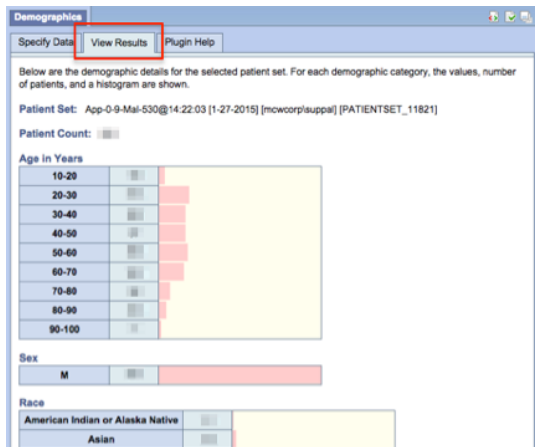 Demographics
Specify Data View Results Plugin Help
Below are the demographic details for the selected patient set. For each demographic category, the values, number
of patients, and a histogram are shown.
Patient Set: App-0-9-Mal-530@14:22:03 [1-27-2015] [mcwcorp\suppal] [PATIENTSET_11821]
Patient Count:
Age in Years
10-20
20-30
30-40
40-50
50-60
60-70
70-80
80-90
90-100
Sex
M
Race
American Indian or Alaska Native
Asian